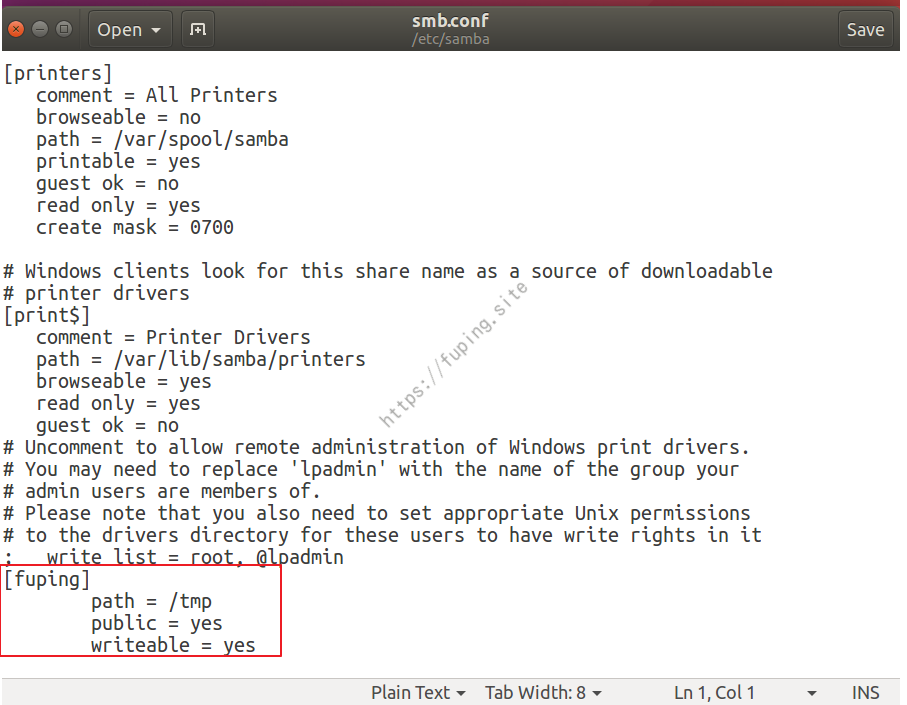 Open
smb.conf
/etc/samba
Save
[printers]
comment = All Printers
browseable = no
path = /var/spool/samba
printable = yes
guest ok = no
read only = yes
create mask = 0700
# Windows clients look for this share name as a source of downloadable
# printer drivers
[print$]
comment = Printer Drivers
path = /var/lib/samba/printers
browseable = yes
read only = yes
guest ok = no
# Uncomment to allow remote administration of Windows print drivers.
# You may need to replace 'lpadmin' with the name of the group your
# admin users are members of.
# Please note that you also need to set appropriate Unix permissions
# to the drivers directory for these users to have write rights in it
;   write list = root, @lpadmin
[fuping]
path = /tmp
public = yes
writeable = yes
https://fuping.site
Plain Text
Tab Width: 8
Ln 1, Col 1
INS